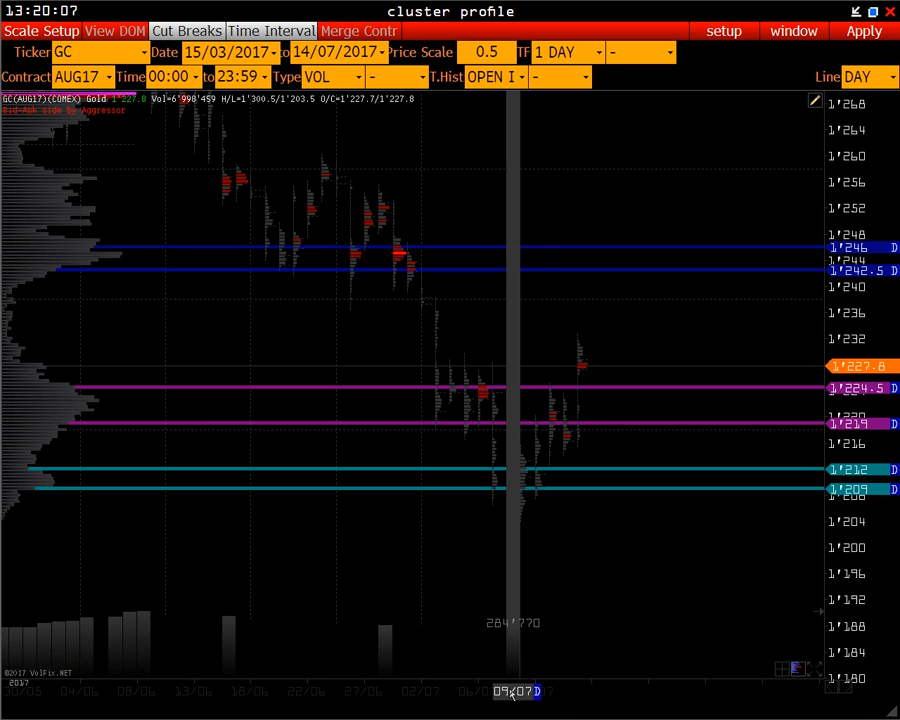 13:20:07 cluster profile
Scale Setup View DOM Cut Breaks Time Interval Merge Contr setup window Apply
Ticker GC Date 15/03/2017 to 14/07/2017 Price Scale 0.5 TF 1 DAY -
Contract AUG17 Time 00:00 to 23:59 Type VOL - T.Hist OPEN I - Line DAY
GC(AUG17)(COMEX) Gold 1'227.8 Vol=6'998'459 H/L=1'300.5/1'203.5 O/C=1'227.7/1'227.8
Bid-Ask side by Aggressor
1'268
1'264
1'260
1'256
1'252
1'248
1'246 D
1'244
1'242.5 D
1'240
1'236
1'232
1'227.8
1'224.5 D
1'220
1'219 D
1'216
1'212 D
1'209 D
1'208
1'204
1'200
1'196
1'192
284'770
1'188
1'184
©2017 VolFix.NET
1'180
2017
30/05 04/06 08/06 13/06 18/06 22/06 27/06 02/07 09/07 D